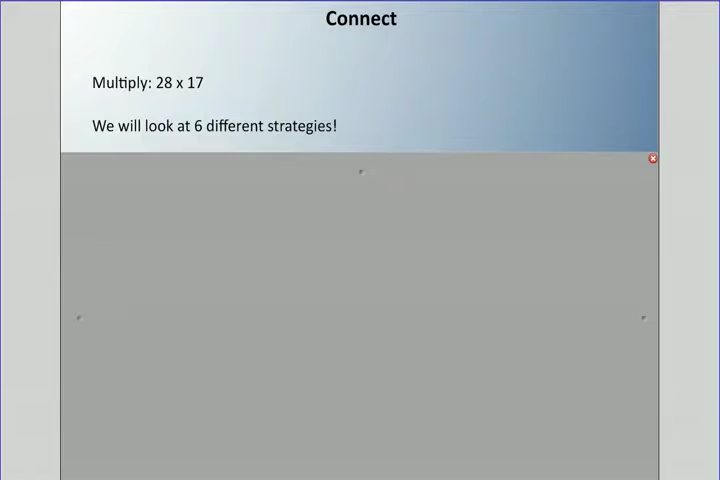 Connect
Multiply: 28 x 17
We will look at 6 different strategies!